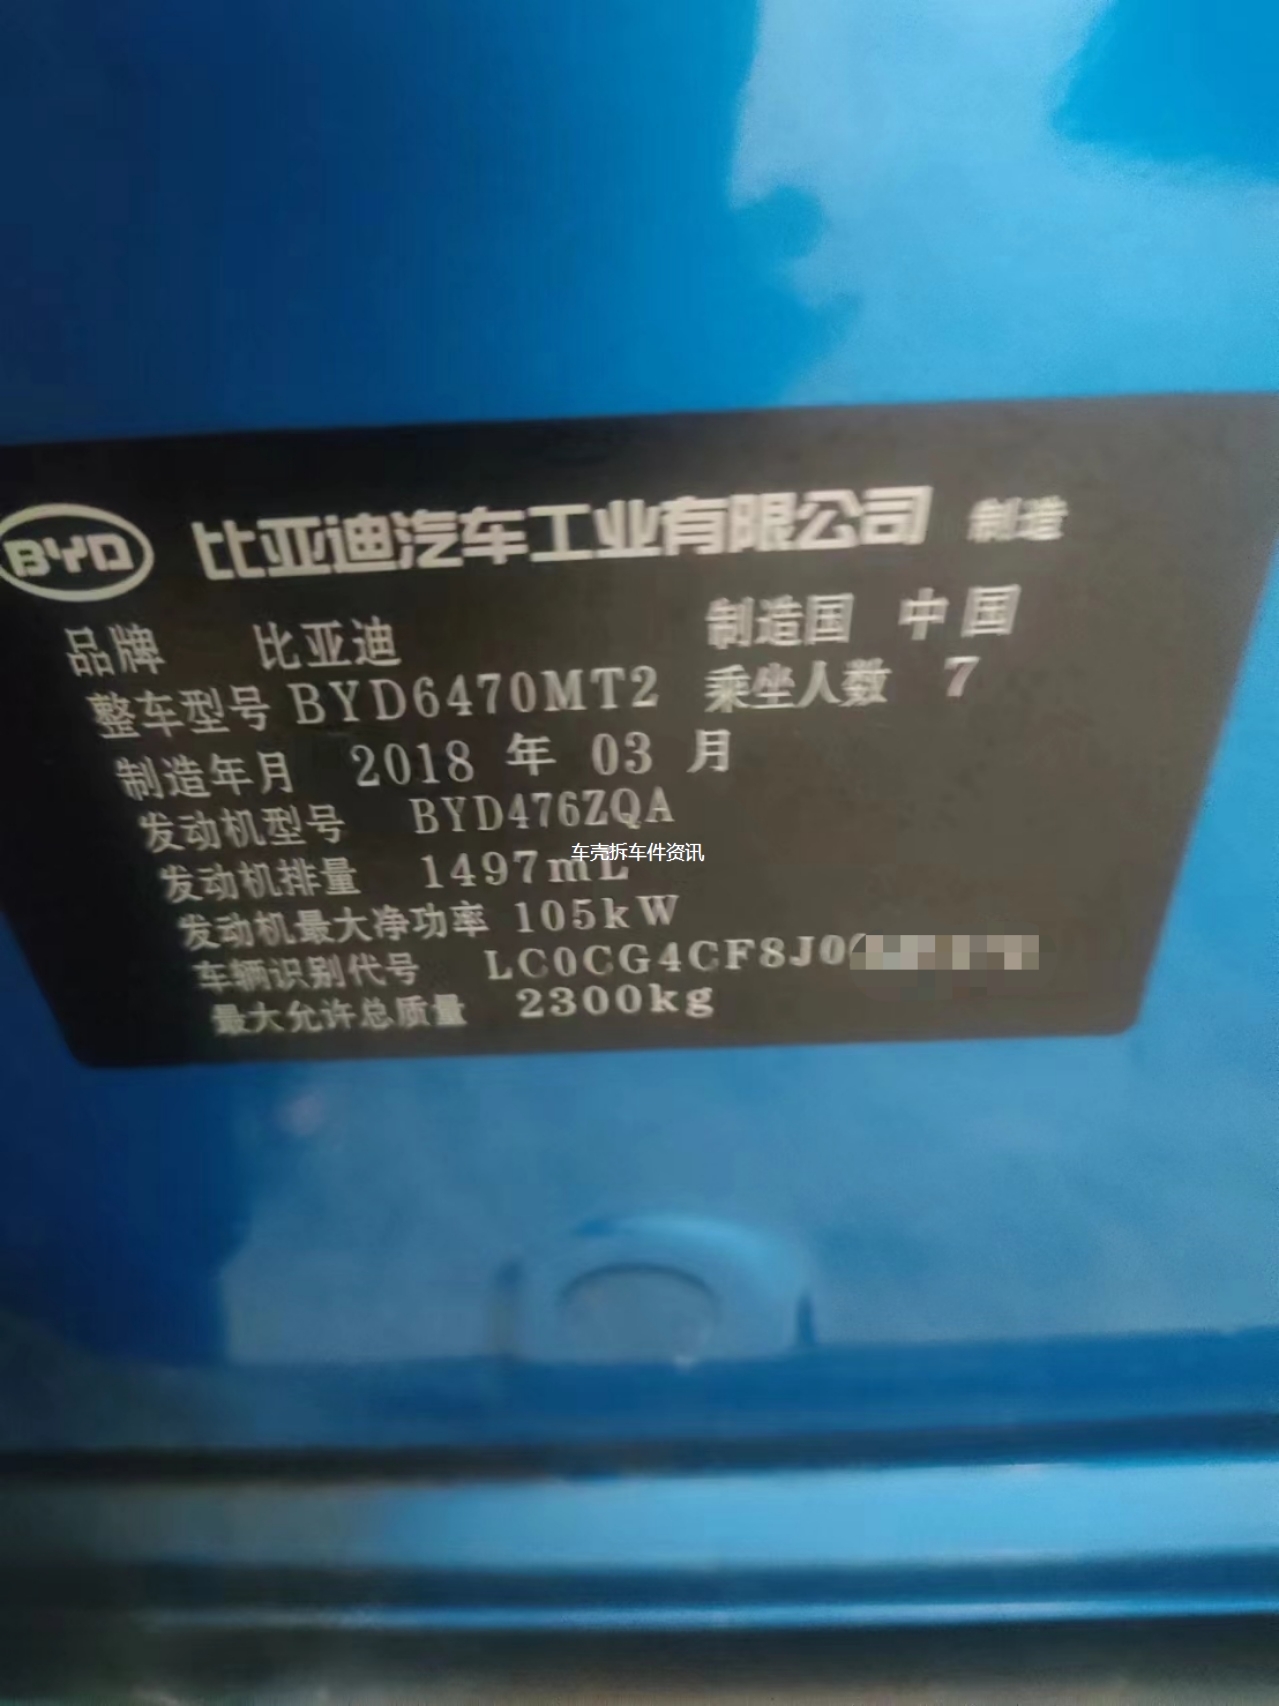 BYD 比亚迪汽车工业有限公司 制造
品牌 比亚迪 制造国 中国
整车型号 BYD6470MT2 乘坐人数 7
制造年月 2018 年 03 月
发动机型号 BYD476ZQA
车壳拆车件资讯
发动机排量 1497mL
发动机最大净功率 105kW
车辆识别代号 LC0CG4CF8J0
最大允许总质量 2300kg